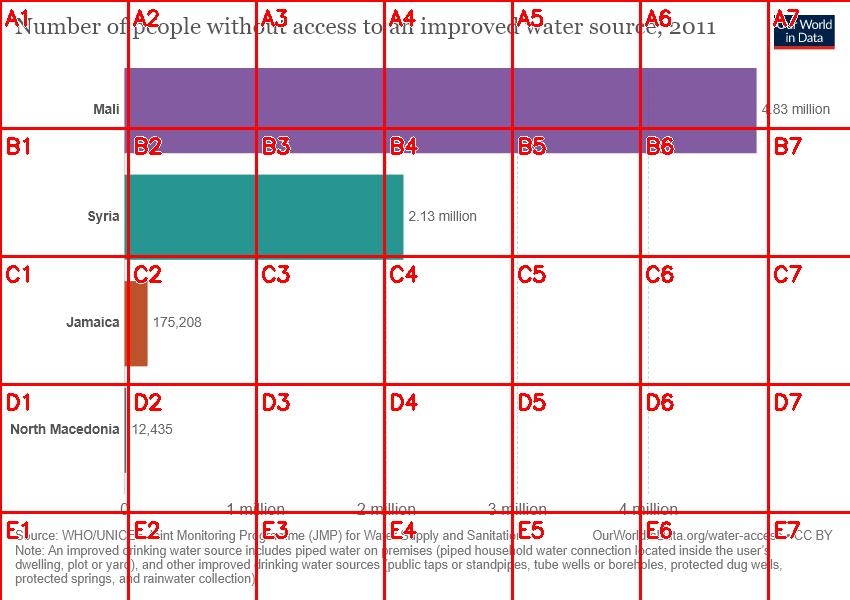 Number of people without access to an improved water source, 2011
Our World
in Data
Mali
4.83 million
Syria
2.13 million
Jamaica
175,208
North Macedonia
12,435
0
1 million
2 million
3 million
4 million
Source: WHO/UNICEF Joint Monitoring Programme (JMP) for Water Supply and Sanitation
OurWorldInData.org/water-access • CC BY
Note: An improved drinking water source includes piped water on premises (piped household water connection located inside the user's
dwelling, plot or yard), and other improved drinking water sources (public taps or standpipes, tube wells or boreholes, protected dug wells,
protected springs, and rainwater collection).
A1 A2 A3 A4 A5 A6 A7
B1 B2 B3 B4 B5 B6 B7
C1 C2 C3 C4 C5 C6 C7
D1 D2 D3 D4 D5 D6 D7
E1 E2 E3 E4 E5 E6 E7